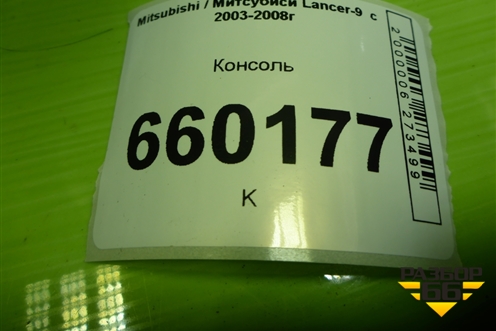 Mitsubishi / Митсубиси Lancer-9 с
2003-2008г
Консоль
660177
К
2000006273499
РАЗБОР
66